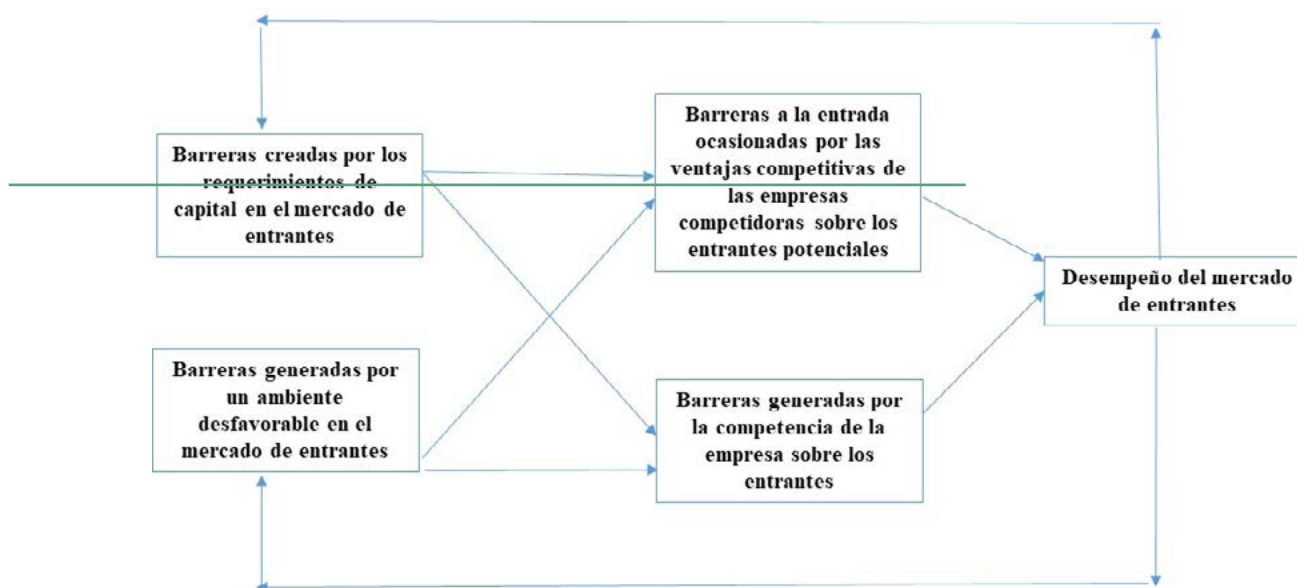 Barreras creadas por los
requerimientos de
capital en el mercado de
entrantes
Barreras a la entrada
ocasionadas por las
ventajas competitivas de
las empresas
competidoras sobre los
entrantes potenciales
Desempeño del mercado
de entrantes
Barreras generadas por
un ambiente
desfavorable en el
mercado de entrantes
Barreras generadas por
la competencia de la
empresa sobre los
entrantes